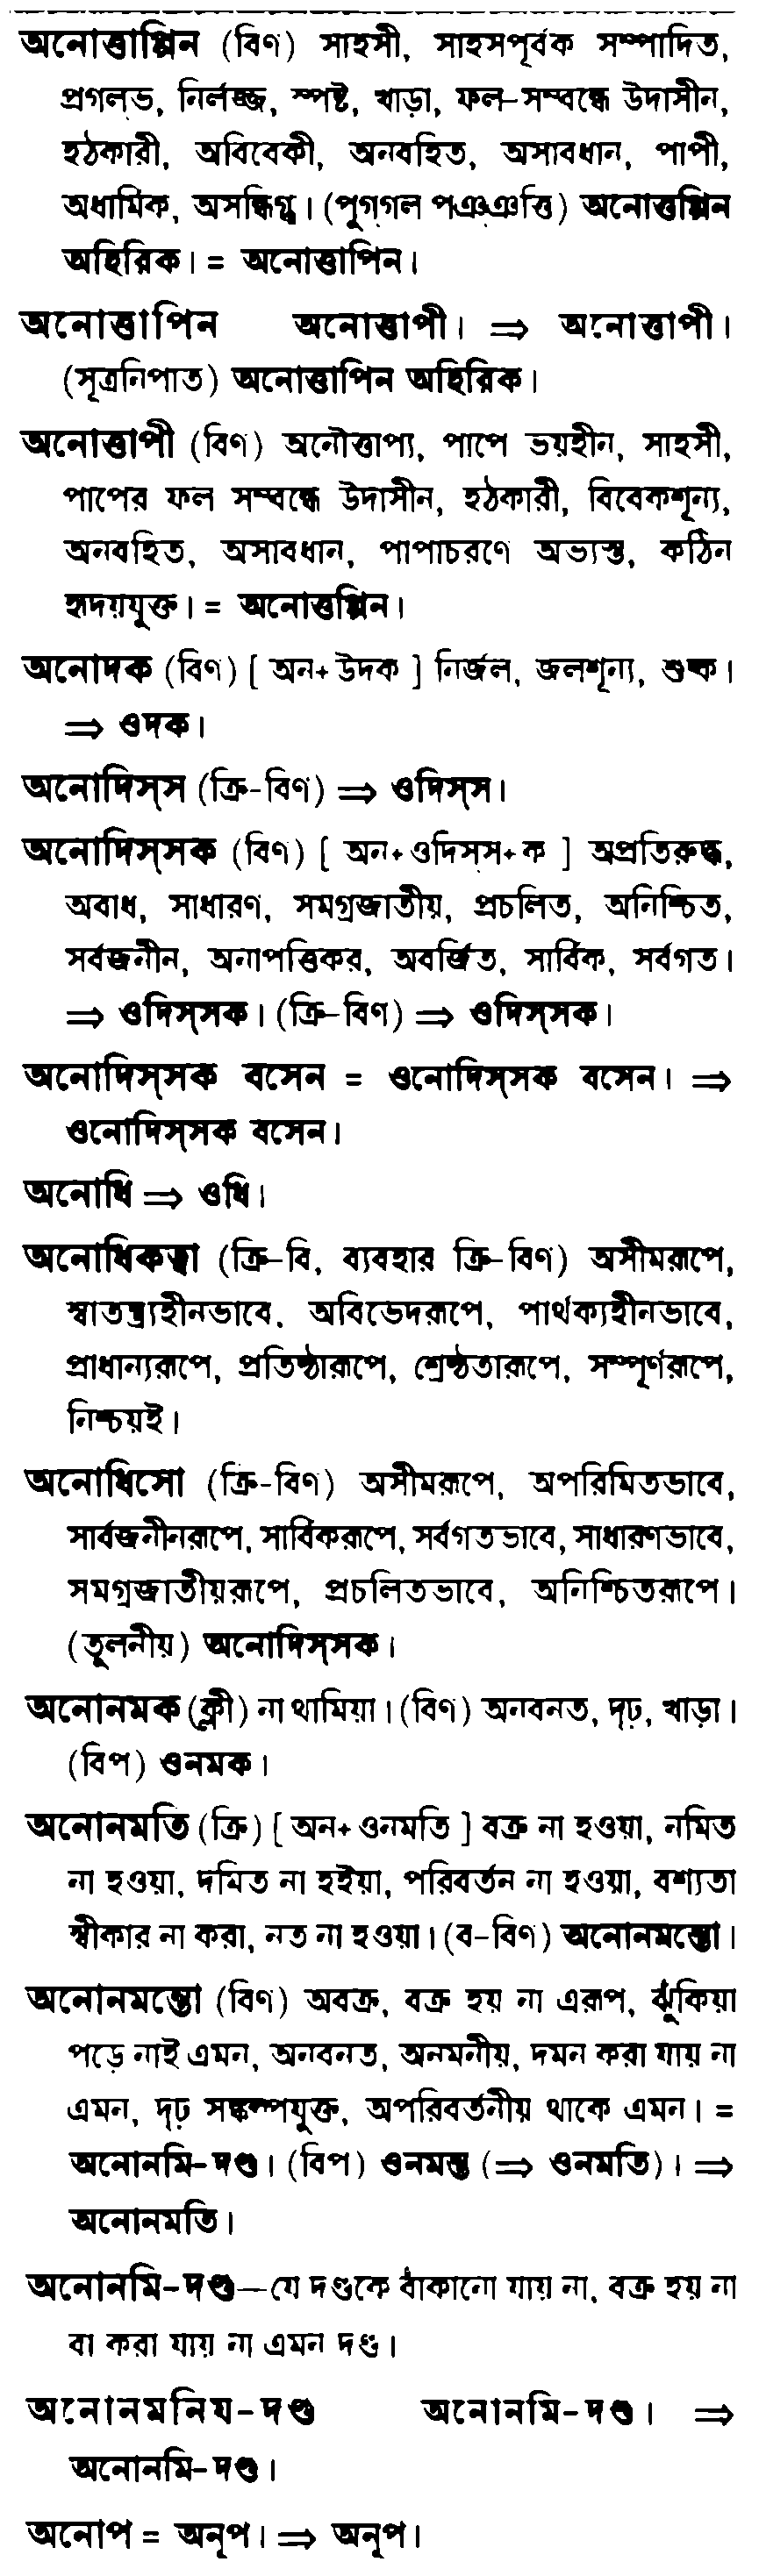 অনোত্তাপ্পিন (বিণ) সাহসী, সাহসপূর্বক সম্পাদিত,
প্রগলভ, নির্লজ্জ, স্পষ্ট, খাড়া, ফল-সম্বন্ধে উদাসীন,
হঠকারী, অবিবেকী, অনবহিত, অসাবধান, পাপী,
অধার্মিক, অসন্ধিগ্ধ। (পুগ্গল পঞ্ঞত্তি) অনোত্তপ্পিন
অহিরিক। = অনোত্তাপিন।
অনোত্তাপিন অনোত্তাপী। ⇒ অনোত্তাপী।
(সূত্রনিপাত) অনোত্তাপিন অহিরিক।
অনোত্তাপী (বিণ) অনৌত্তাপ্য, পাপে ভয়হীন, সাহসী,
পাপের ফল সম্বন্ধে উদাসীন, হঠকারী, বিবেকশূন্য,
অনবহিত, অসাবধান, পাপাচরণে অভ্যস্ত, কঠিন
হৃদয়যুক্ত। = অনোত্তপ্পিন।
অনোদক (বিণ) [ অন+উদক ] নির্জল, জলশূন্য, শুষ্ক।
⇒ ওদক।
অনোদিস্স (ক্রি-বিণ) ⇒ ওদিস্স।
অনোদিস্সক (বিণ) [ অন+ওদিস্স+ক ] অপ্রতিরুদ্ধ,
অবাধ, সাধারণ, সমগ্রজাতীয়, প্রচলিত, অনিশ্চিত,
সর্বজনীন, অনাপত্তিকর, অবর্জিত, সার্বিক, সর্বগত।
⇒ ওদিস্সক। (ক্রি-বিণ) ⇒ ওদিস্সক।
অনোদিস্সক বসেন = ওনোদিস্সক বসেন। ⇒
ওনোদিস্সক বসেন।
অনোধি ⇒ ওধি।
অনোধিকত্বা (ক্রি-বি, ব্যবহার ক্রি-বিণ) অসীমরূপে,
স্বাতন্ত্র্যহীনভাবে, অবিভেদরূপে, পার্থক্যহীনভাবে,
প্রাধান্যরূপে, প্রতিষ্ঠারূপে, শ্রেষ্ঠতারূপে, সম্পূর্ণরূপে,
নিশ্চয়ই।
অনোধিসো (ক্রি-বিণ) অসীমরূপে, অপরিমিতভাবে,
সার্বজনীনরূপে, সার্বিকরূপে, সর্বগতভাবে, সাধারণভাবে,
সমগ্রজাতীয়রূপে, প্রচলিতভাবে, অনিশ্চিতরূপে।
(তুলনীয়) অনোদিস্সক।
অনোনমক (ক্লী) না থামিয়া। (বিণ) অনবনত, দৃঢ়, খাড়া।
(বিপ) ওনমক।
অনোনমতি (ক্রি) [ অন+ওনমতি ] বক্র না হওয়া, নমিত
না হওয়া, দমিত না হইয়া, পরিবর্তন না হওয়া, বশ্যতা
স্বীকার না করা, নত না হওয়া। (ব-বিণ) অনোনমন্তো।
অনোনমন্তো (বিণ) অবক্র, বক্র হয় না এরূপ, ঝুঁকিয়া
পড়ে নাই এমন, অনবনত, অনমনীয়, দমন করা যায় না
এমন, দৃঢ় সঙ্কল্পযুক্ত, অপরিবর্তনীয় থাকে এমন। =
অনোনমি-দণ্ড। (বিপ) ওনমন্ত (⇒ ওনমতি)। ⇒
অনোনমতি।
অনোনমি-দণ্ড—যে দণ্ডকে বাঁকানো যায় না, বক্র হয় না
বা করা যায় না এমন দণ্ড।
অনোনমনিয-দণ্ড অনোনমি-দণ্ড। ⇒
অনোনমি-দণ্ড।
অনোপ = অনূপ। ⇒ অনূপ।